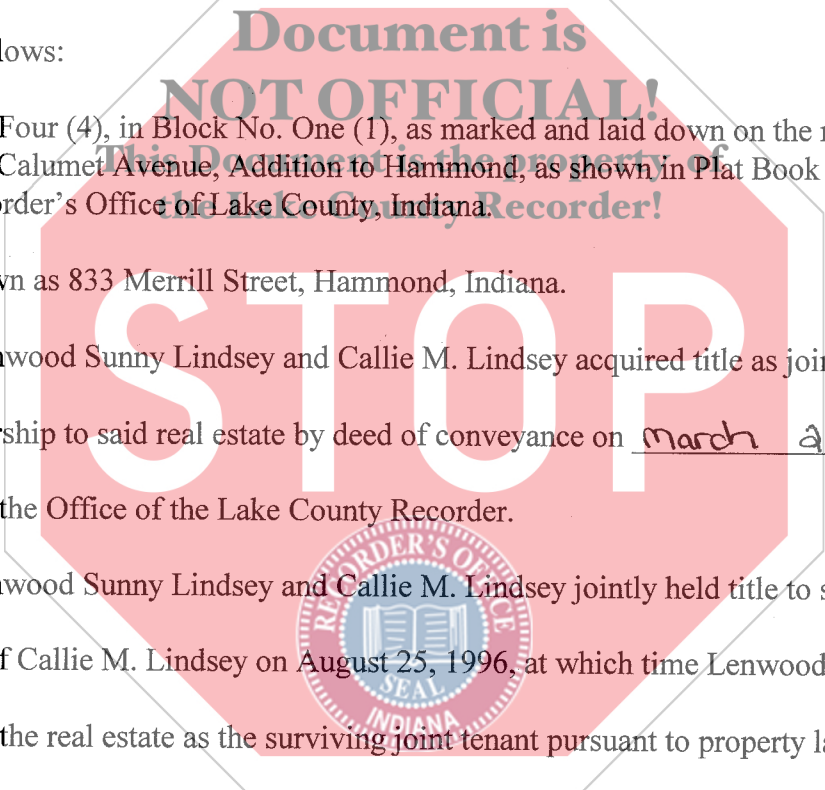 Document is
lows:
NOT OFFICIAL!
Four (4), in Block No. One (1), as marked and laid down on the
This Document is the property of
Calumet Avenue, Addition to Hammond, as shown in Plat Book
the Lake County Recorder!
rder's Office of Lake County, Indiana.
wn as 833 Merrill Street, Hammond, Indiana.
STOP
nwood Sunny Lindsey and Callie M. Lindsey acquired title as join
rship to said real estate by deed of conveyance on march 2
the Office of the Lake County Recorder.
RECORDER'S OFFICE
nwood Sunny Lindsey and Callie M. Lindsey jointly held title to s
f Callie M. Lindsey on August 25, 1996, at which time Lenwood
SEAL
INDIANA
the real estate as the surviving joint tenant pursuant to property la